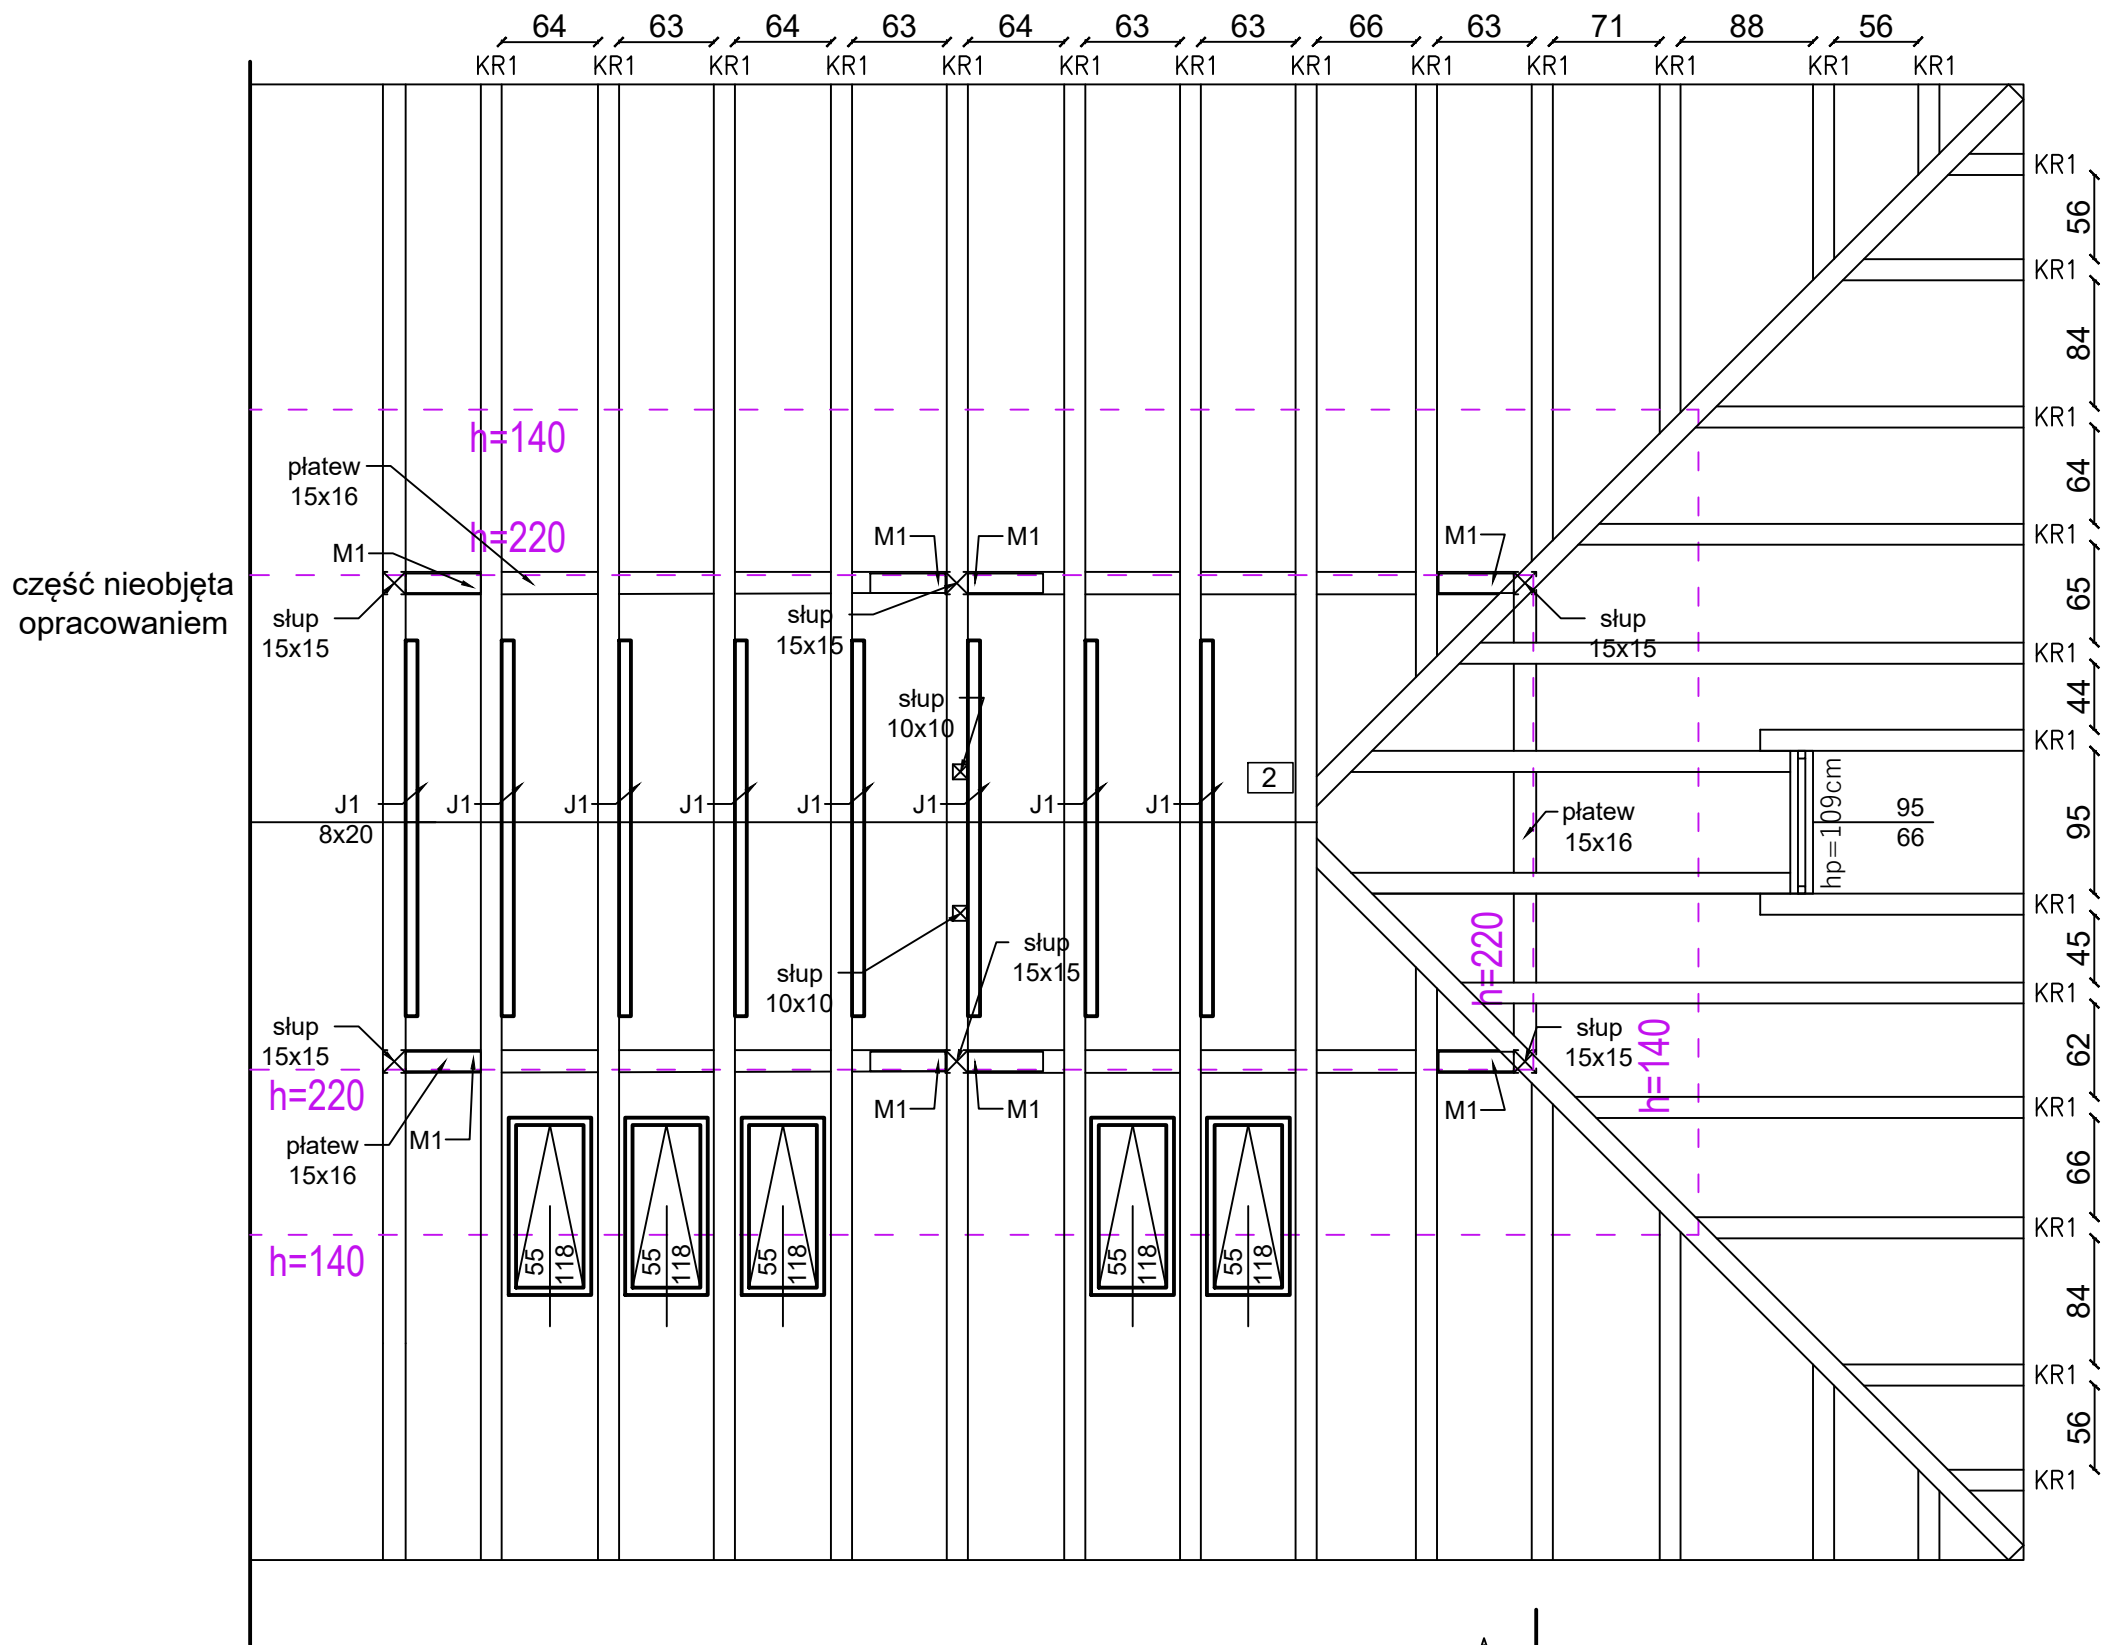 64 63 64 63 64 63 63 66 63 71 88 56
KR1 KR1 KR1 KR1 KR1 KR1 KR1 KR1 KR1 KR1 KR1 KR1 KR1
KR1
56
KR1
84
KR1
64
KR1
65
KR1
44
KR1
95
KR1
45
KR1
62
KR1
66
KR1
84
KR1
56
KR1
h=140
płatew
15x16
h=220
M1
M1
M1
M1
część nieobjęta
opracowaniem
słup
15x15
słup
15x15
słup
15x15
słup
10x10
2
J1
8x20
J1
J1
J1
J1
J1
J1
J1
płatew
15x16
hp=109cm
95
66
h=220
słup
10x10
słup
15x15
słup
15x15
słup
15x15
h=140
h=220
płatew
15x16
M1
M1
M1
M1
h=140
55
118
55
118
55
118
55
118
55
118